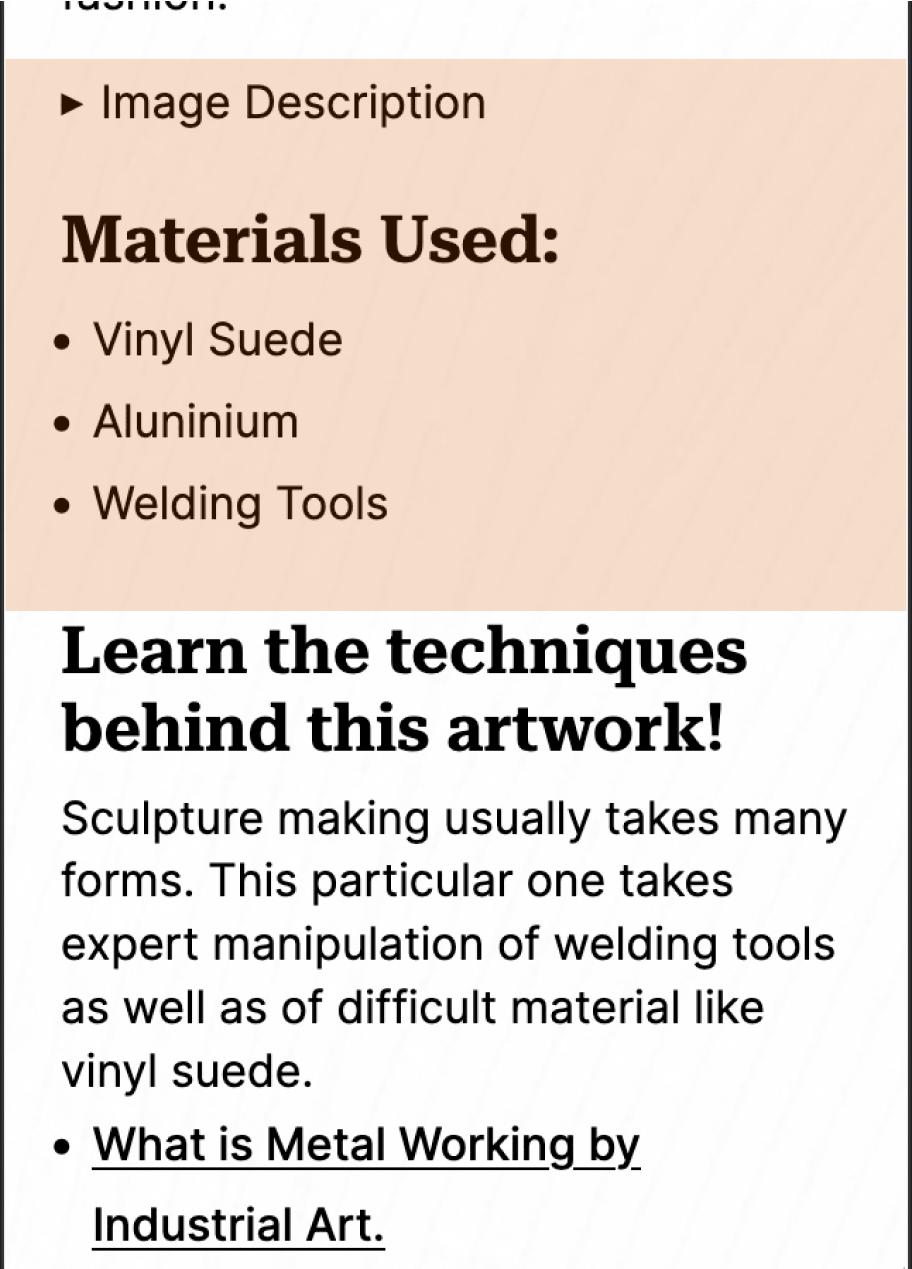 fashion.
► Image Description
Materials Used:
• Vinyl Suede
• Aluninium
• Welding Tools
Learn the techniques
behind this artwork!
Sculpture making usually takes many
forms. This particular one takes
expert manipulation of welding tools
as well as of difficult material like
vinyl suede.
• What is Metal Working by
Industrial Art.